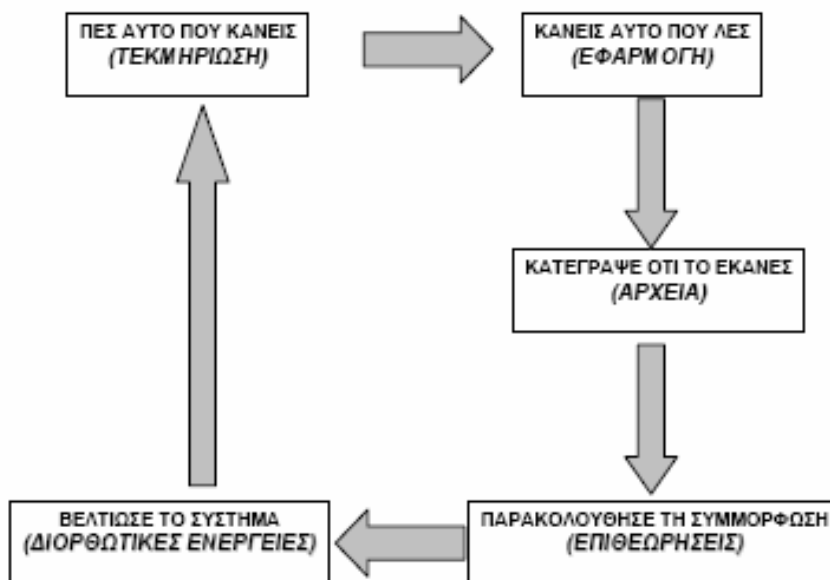 ΠΕΣ ΑΥΤΟ ΠΟΥ ΚΑΝΕΙΣ
(ΤΕΚΜΗΡΙΩΣΗ)
ΚΑΝΕΙΣ ΑΥΤΟ ΠΟΥ ΛΕΣ
(ΕΦΑΡΜΟΓΗ)
ΚΑΤΕΓΡΑΨΕ ΟΤΙ ΤΟ ΕΚΑΝΕΣ
(ΑΡΧΕΙΑ)
ΠΑΡΑΚΟΛΟΥΘΗΣΕ ΤΗ ΣΥΜΜΟΡΦΩΣΗ
(ΕΠΙΘΕΩΡΗΣΕΙΣ)
ΒΕΛΤΙΩΣΕ ΤΟ ΣΥΣΤΗΜΑ
(ΔΙΟΡΘΩΤΙΚΕΣ ΕΝΕΡΓΕΙΕΣ)